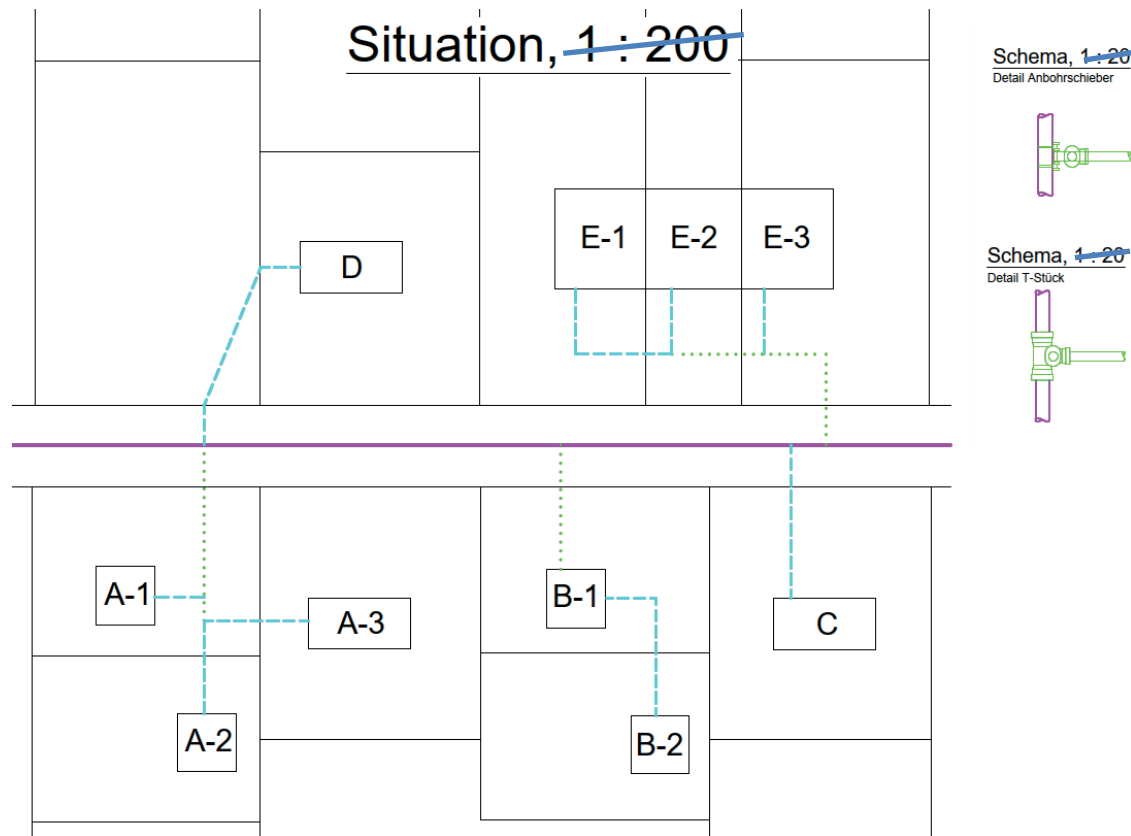 Situation, 1 : 200
Schema, 1 : 20
Detail Anbohrschieber
Schema, 1 : 20
Detail T-Stück
D
E-1
E-2
E-3
A-1
A-3
B-1
C
A-2
B-2